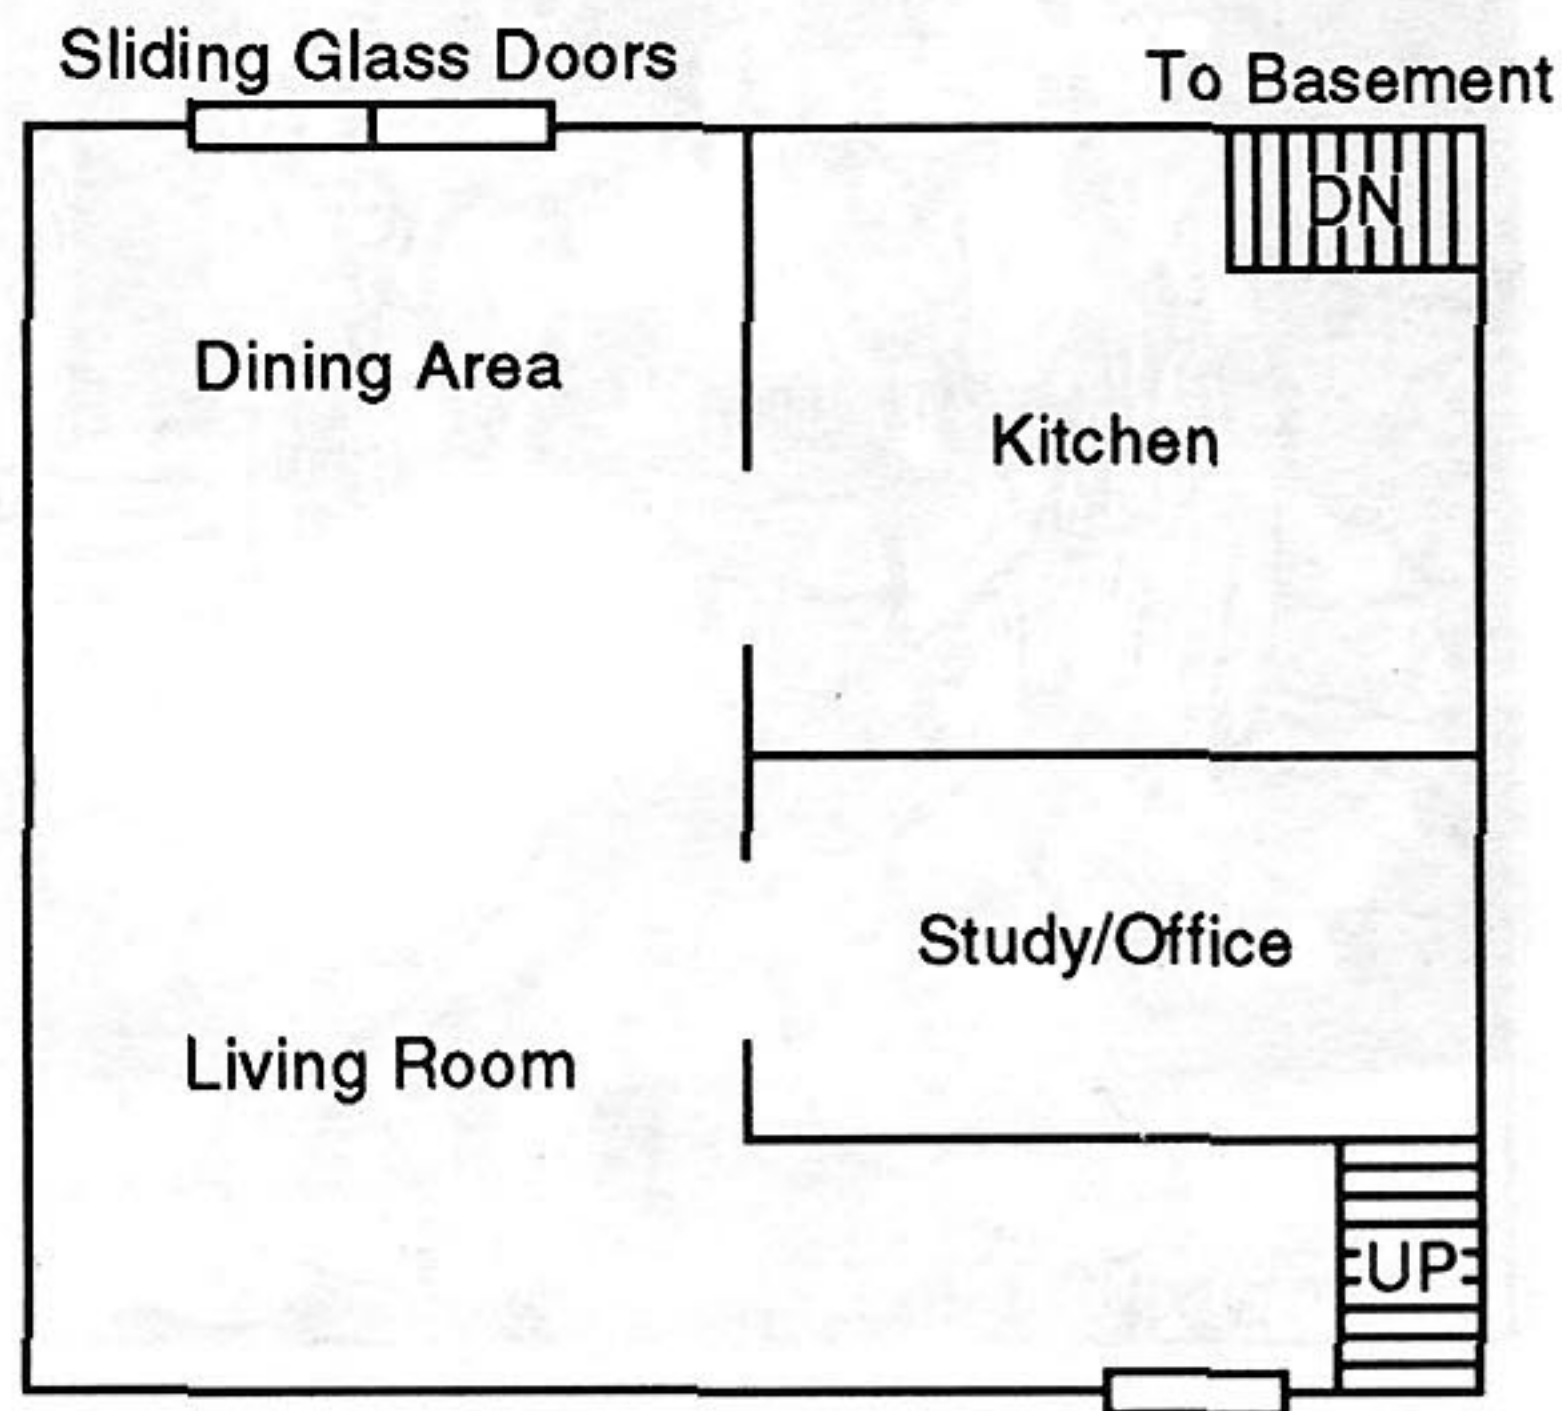 Sliding Glass Doors
To Basement
DN
Dining Area
Kitchen
Study/Office
Living Room
UP